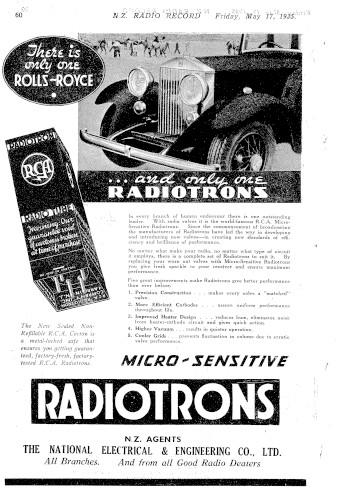 60
N.Z. RADIO RECORD
Friday, May 17, 1935.
There is
only one
ROLLS-ROYCE
...and only one
RADIOTRONS
RADIOTRON
RCA
RADIO TUBE
In every branch of human endeavour there is one outstanding
leader. With radio valves it is the world-famous R.C.A. Micro-
Sensitive Radiotrons. Since the commencement of broadcasting
the manufacturers of Radiotrons have led the way in developing
and introducing new valves—creating new standards of effi-
ciency and brilliance of performance.
No matter what make your radio, no matter what type of circuit
it employs, there is a complete set of Radiotrons to suit it. By
replacing your worn out valves with Micro-Sensitive Radiotrons
you give fresh sparkle to your receiver and ensure maximum
performance.
Five great improvements make Radiotrons give better performance
than ever before.
1. Precision Construction . . . makes every valve a "matched"
valve.
2. More Efficient Cathodes . . . assure uniform performance
throughout life.
3. Improved Heater Design . . . reduces hum, eliminates noise
from heater-cathode circuit and gives quick action.
4. Higher Vacuum . . . results in quieter operation.
5. Cooler Grids . . . prevents fluctuation in volume due to erratic
valve performance.
The New Sealed Non-
Refillable R.C.A. Carton is
a metal-locked safe that
ensures you getting guaran-
teed, factory-fresh, factory-
tested R.C.A. Radiotrons.
MICRO-SENSITIVE
RADIOTRONS
N.Z. AGENTS
THE NATIONAL ELECTRICAL & ENGINEERING CO., LTD.
All Branches. And from all Good Radio Dealers